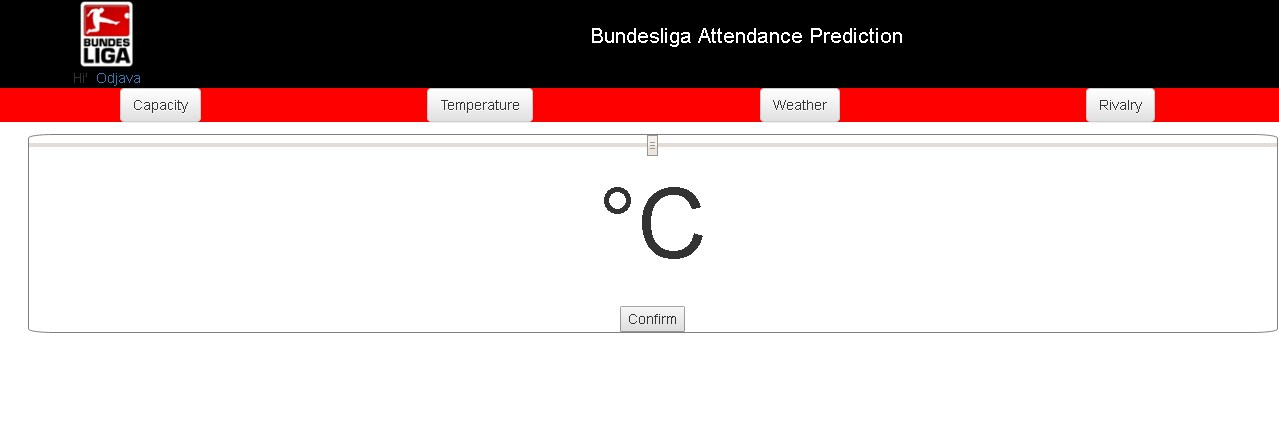 BUNDES
LIGA
Bundesliga Attendance Prediction
Hi' Odjava
Capacity Temperature Weather Rivalry
°C
Confirm